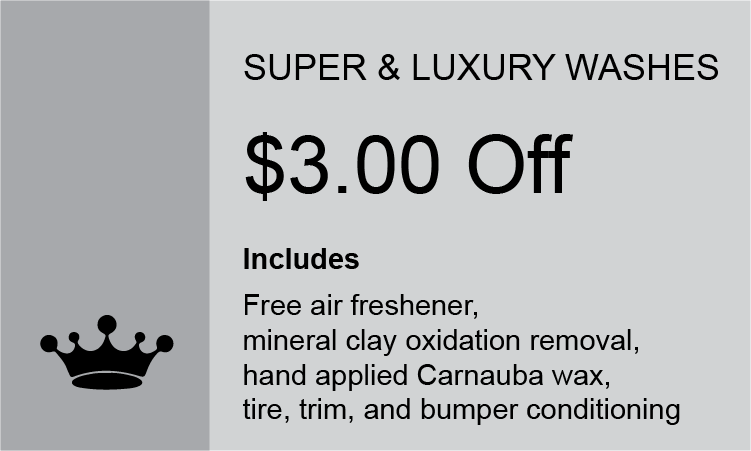 SUPER & LUXURY WASHES
$3.00 Off
Includes
Free air freshener,
mineral clay oxidation removal,
hand applied Carnauba wax,
tire, trim, and bumper conditioning